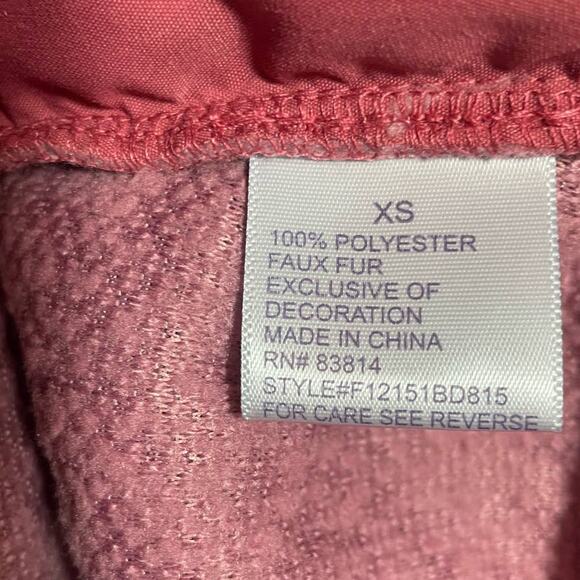 XS
100% POLYESTER
FAUX FUR
EXCLUSIVE OF
DECORATION
MADE IN CHINA
RN# 83814
STYLE#F12151BD815
FOR CARE SEE REVERSE